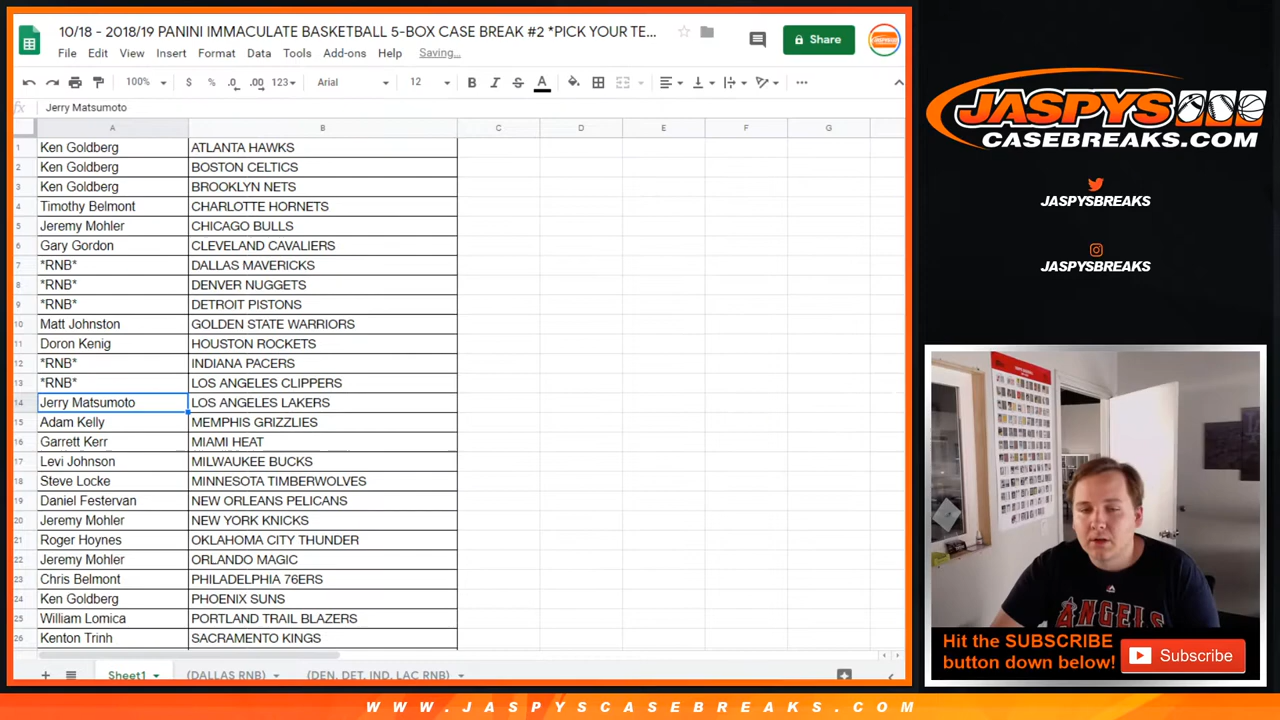 10/18 - 2018/19 PANINI IMMACULATE BASKETBALL 5-BOX CASE BREAK #2 *PICK YOUR TE...
File Edit View Insert Format Data Tools Add-ons Help Saving...
Share
100% $ % .0 .00 123 Arial 12 B I S A
fx Jerry Matsumoto
A B C D E F G
1 Ken Goldberg ATLANTA HAWKS
2 Ken Goldberg BOSTON CELTICS
3 Ken Goldberg BROOKLYN NETS
4 Timothy Belmont CHARLOTTE HORNETS
5 Jeremy Mohler CHICAGO BULLS
6 Gary Gordon CLEVELAND CAVALIERS
7 *RNB* DALLAS MAVERICKS
8 *RNB* DENVER NUGGETS
9 *RNB* DETROIT PISTONS
10 Matt Johnston GOLDEN STATE WARRIORS
11 Doron Kenig HOUSTON ROCKETS
12 *RNB* INDIANA PACERS
13 *RNB* LOS ANGELES CLIPPERS
14 Jerry Matsumoto LOS ANGELES LAKERS
15 Adam Kelly MEMPHIS GRIZZLIES
16 Garrett Kerr MIAMI HEAT
17 Levi Johnson MILWAUKEE BUCKS
18 Steve Locke MINNESOTA TIMBERWOLVES
19 Daniel Festervan NEW ORLEANS PELICANS
20 Jeremy Mohler NEW YORK KNICKS
21 Roger Hoynes OKLAHOMA CITY THUNDER
22 Jeremy Mohler ORLANDO MAGIC
23 Chris Belmont PHILADELPHIA 76ERS
24 Ken Goldberg PHOENIX SUNS
25 William Lomica PORTLAND TRAIL BLAZERS
26 Kenton Trinh SACRAMENTO KINGS
Sheet1 (DALLAS RNB) (DEN, DET, IND, LAC RNB)
JASPYS
CASEBREAKS.COM
JASPYSBREAKS
JASPYSBREAKS
ANGELS
Hit the SUBSCRIBE
button down below!
Subscribe
WWW.JASPYSCASEBREAKS.COM